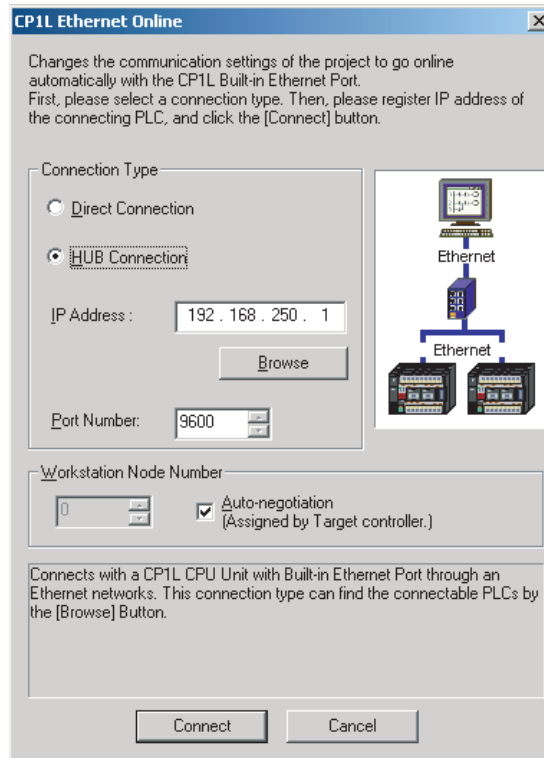 CP1L Ethernet Online
Changes the communication settings of the project to go online
automatically with the CP1L Built-in Ethernet Port.
First, please select a connection type. Then, please register IP address of
the connecting PLC, and click the [Connect] button.
Connection Type
Direct Connection
HUB Connection
IP Address :
192 . 168 . 250 . 1
Browse
Port Number:
9600
Ethernet
Ethernet
Workstation Node Number
0
Auto-negotiation
(Assigned by Target controller.)
Connects with a CP1L CPU Unit with Built-in Ethernet Port through an
Ethernet networks. This connection type can find the connectable PLCs by
the [Browse] Button.
Connect
Cancel